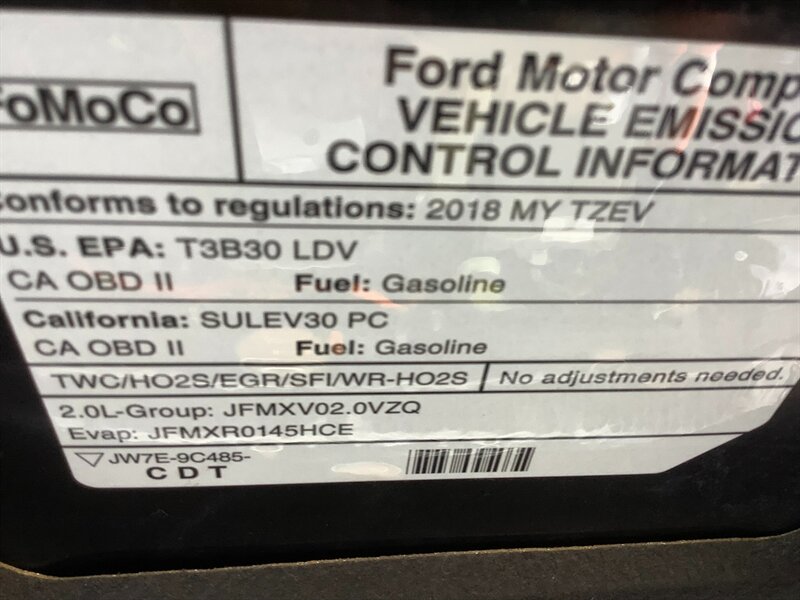 FoMoCo
Ford Motor Comp
VEHICLE EMISSIO
CONTROL INFORMAT
Conforms to regulations: 2018 MY TZEV
U.S. EPA: T3B30 LDV
CA OBD II Fuel: Gasoline
California: SULEV30 PC
CA OBD II Fuel: Gasoline
TWC/HO2S/EGR/SFI/WR-HO2S No adjustments needed.
2.0L-Group: JFMXV02.0VZQ
Evap: JFMXR0145HCE
JW7E-9C485-
CDT